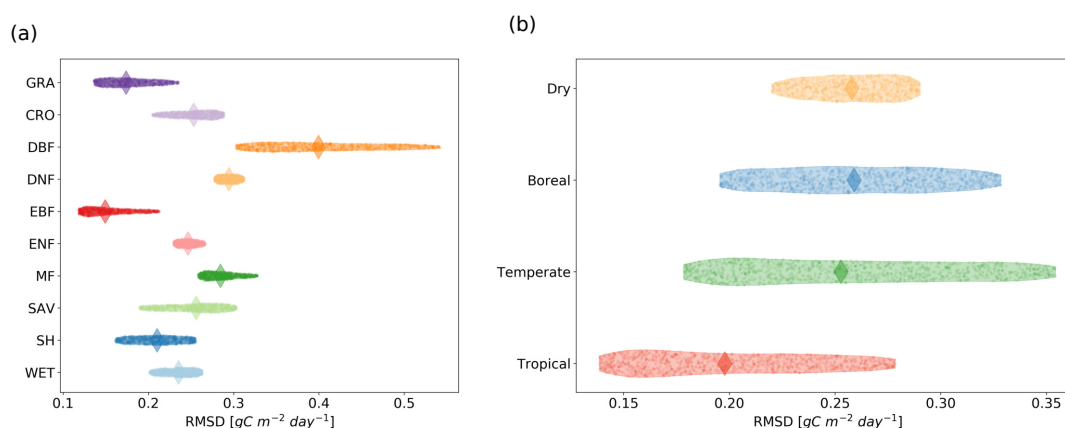 (a)
GRA
CRO
DBF
DNF
EBF
ENF
MF
SAV
SH
WET
0.1 0.2 0.3 0.4 0.5
RMSD [gC m⁻² day⁻¹]
(b)
Dry
Boreal
Temperate
Tropical
0.15 0.20 0.25 0.30 0.35
RMSD [gC m⁻² day⁻¹]